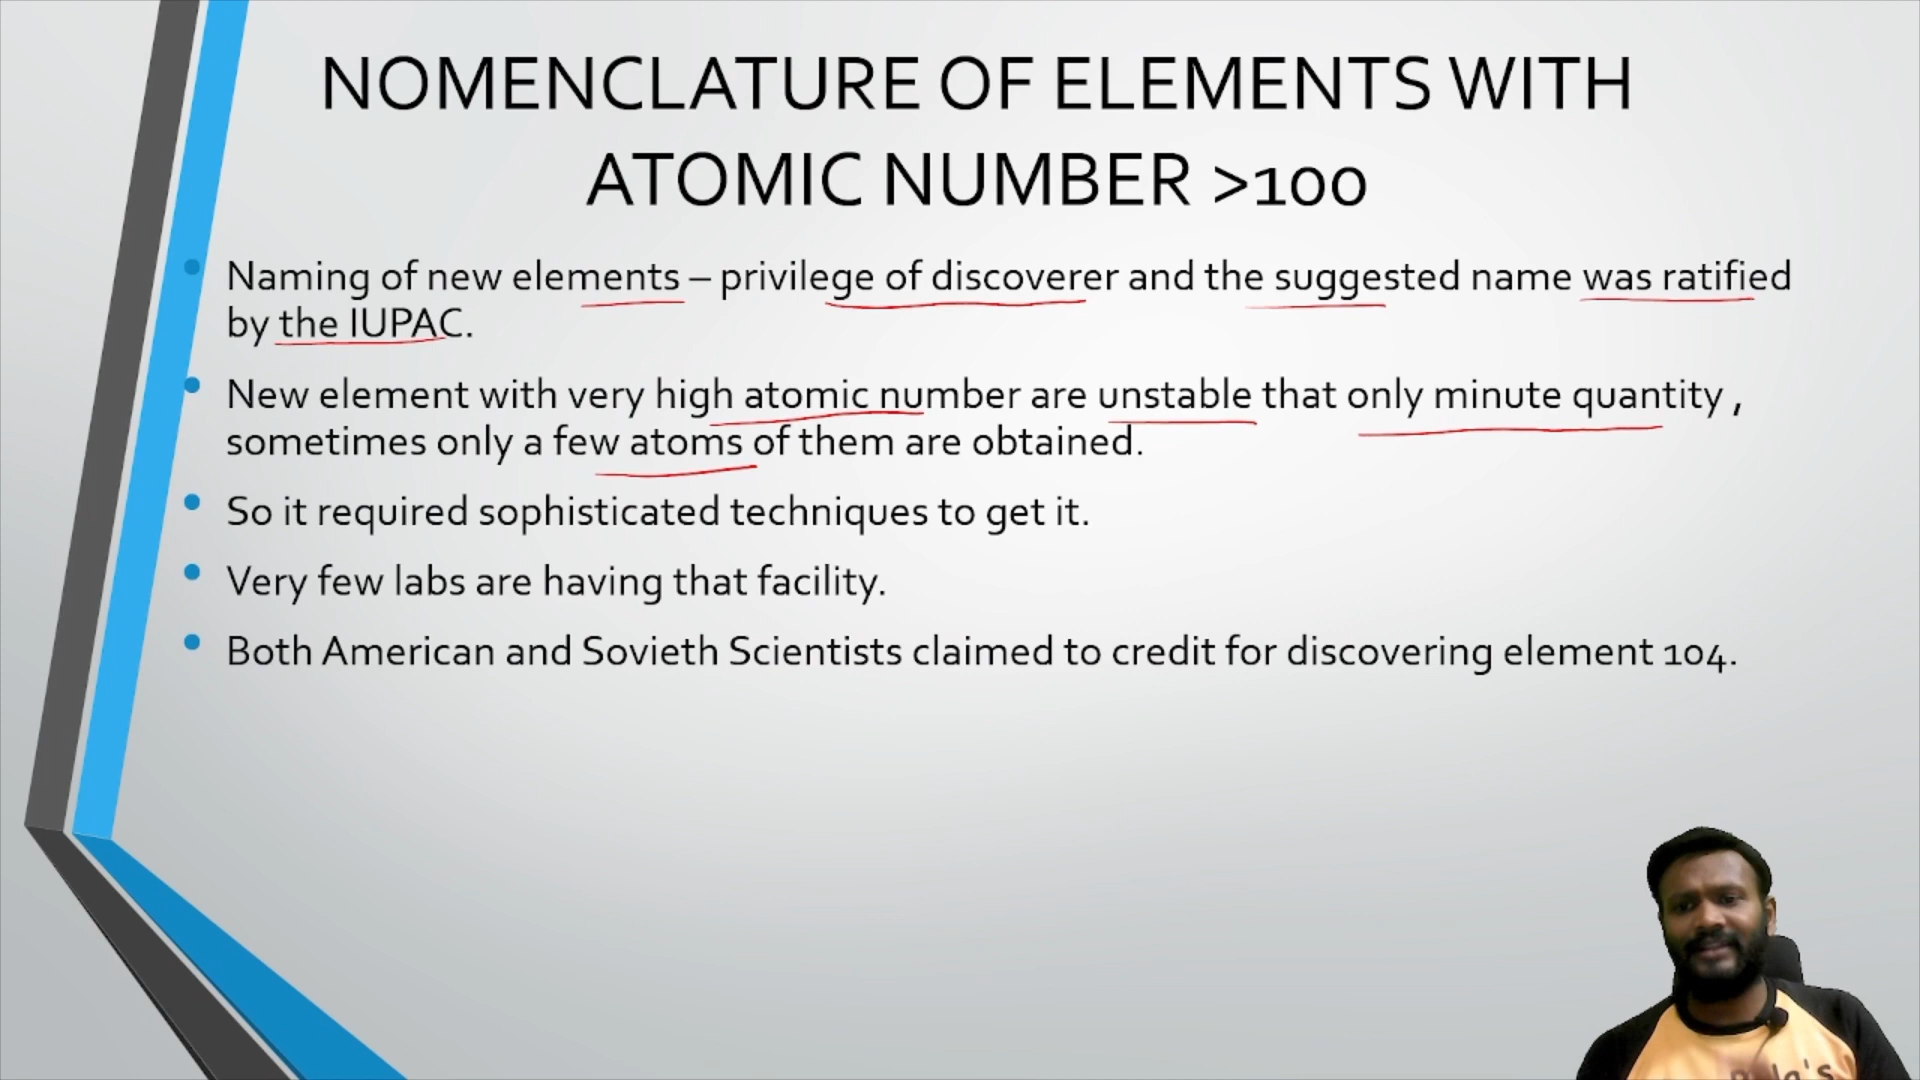 NOMENCLATURE OF ELEMENTS WITH
ATOMIC NUMBER >100
• Naming of new elements – privilege of discoverer and the suggested name was ratified
by the IUPAC.
• New element with very high atomic number are unstable that only minute quantity ,
sometimes only a few atoms of them are obtained.
• So it required sophisticated techniques to get it.
• Very few labs are having that facility.
• Both American and Sovieth Scientists claimed to credit for discovering element 104.